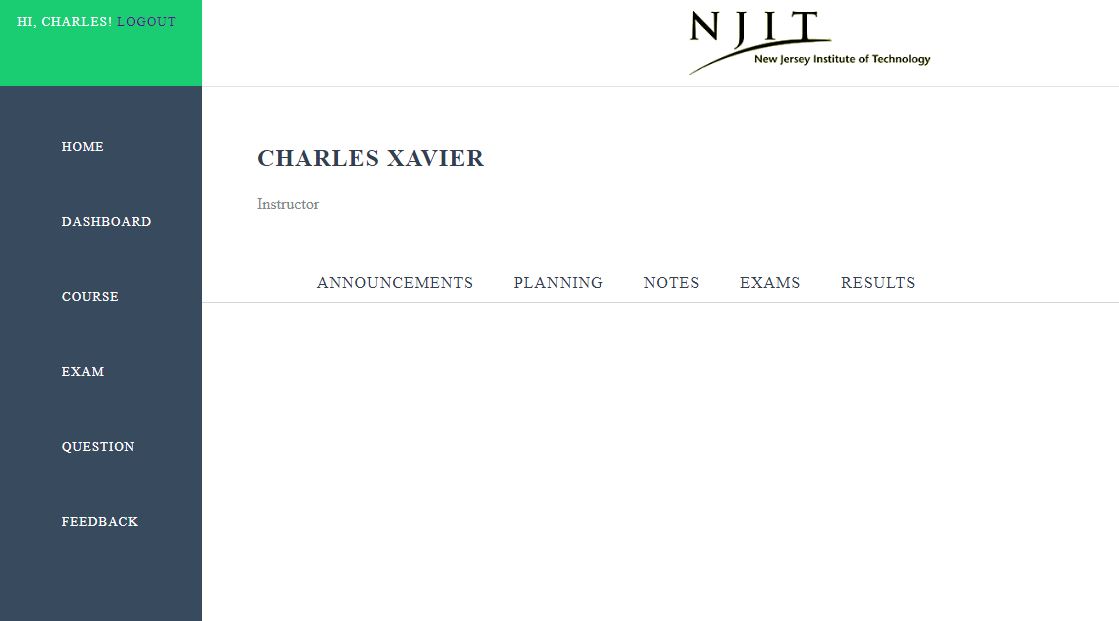 HI, CHARLES! LOGOUT
NJIT
New Jersey Institute of Technology
HOME
DASHBOARD
COURSE
EXAM
QUESTION
FEEDBACK
CHARLES XAVIER
Instructor
ANNOUNCEMENTS PLANNING NOTES EXAMS RESULTS